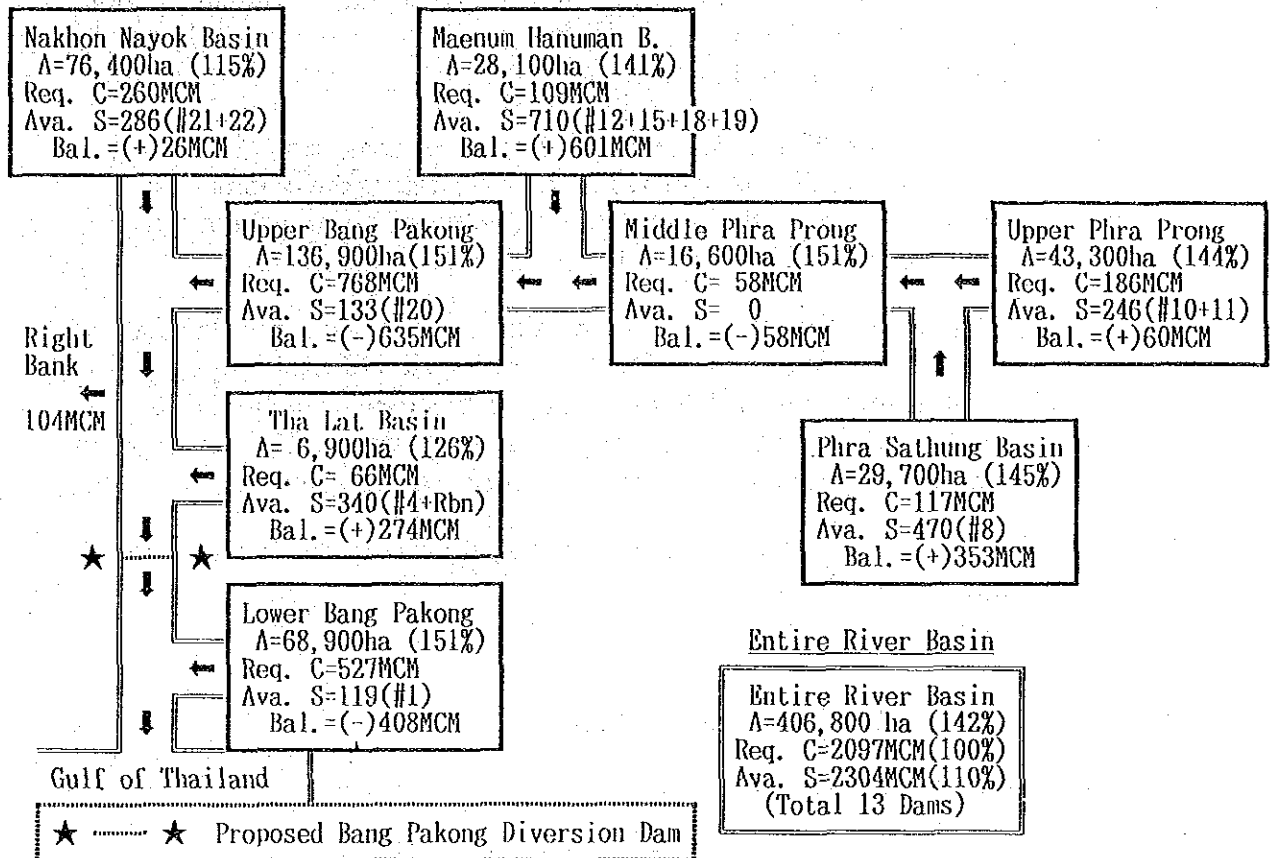 Nakhon Nayok Basin
A=76,400ha (115%)
Req. C=260MCM
Ava. S=286(#21+22)
Bal.=(+)26MCM
Maenum Hanuman B.
A=28,100ha (141%)
Req. C=109MCM
Ava. S=710(#12+15+18+19)
Bal.=(+)601MCM
Upper Bang Pakong
A=136,900ha(151%)
Req. C=768MCM
Ava. S=133(#20)
Bal.=(-)635MCM
Middle Phra Prong
A=16,600ha (151%)
Req. C= 58MCM
Ava. S= 0
Bal.=(-)58MCM
Upper Phra Prong
A=43,300ha (144%)
Req. C=186MCM
Ava. S=246(#10+11)
Bal.=(+)60MCM
Right
Bank
104MCM
Tha Lat Basin
A= 6,900ha (126%)
Req. C= 66MCM
Ava. S=340(#4+Rbn)
Bal.=(+)274MCM
Phra Sathung Basin
A=29,700ha (145%)
Req. C=117MCM
Ava. S=470(#8)
Bal.=(+)353MCM
Lower Bang Pakong
A=68,900ha (151%)
Req. C=527MCM
Ava. S=119(#1)
Bal.=(-)408MCM
Entire River Basin
Entire River Basin
A=406,800 ha (142%)
Req. C=2097MCM(100%)
Ava. S=2304MCM(110%)
(Total 13 Dams)
Gulf of Thailand
★ ········ ★ Proposed Bang Pakong Diversion Dam